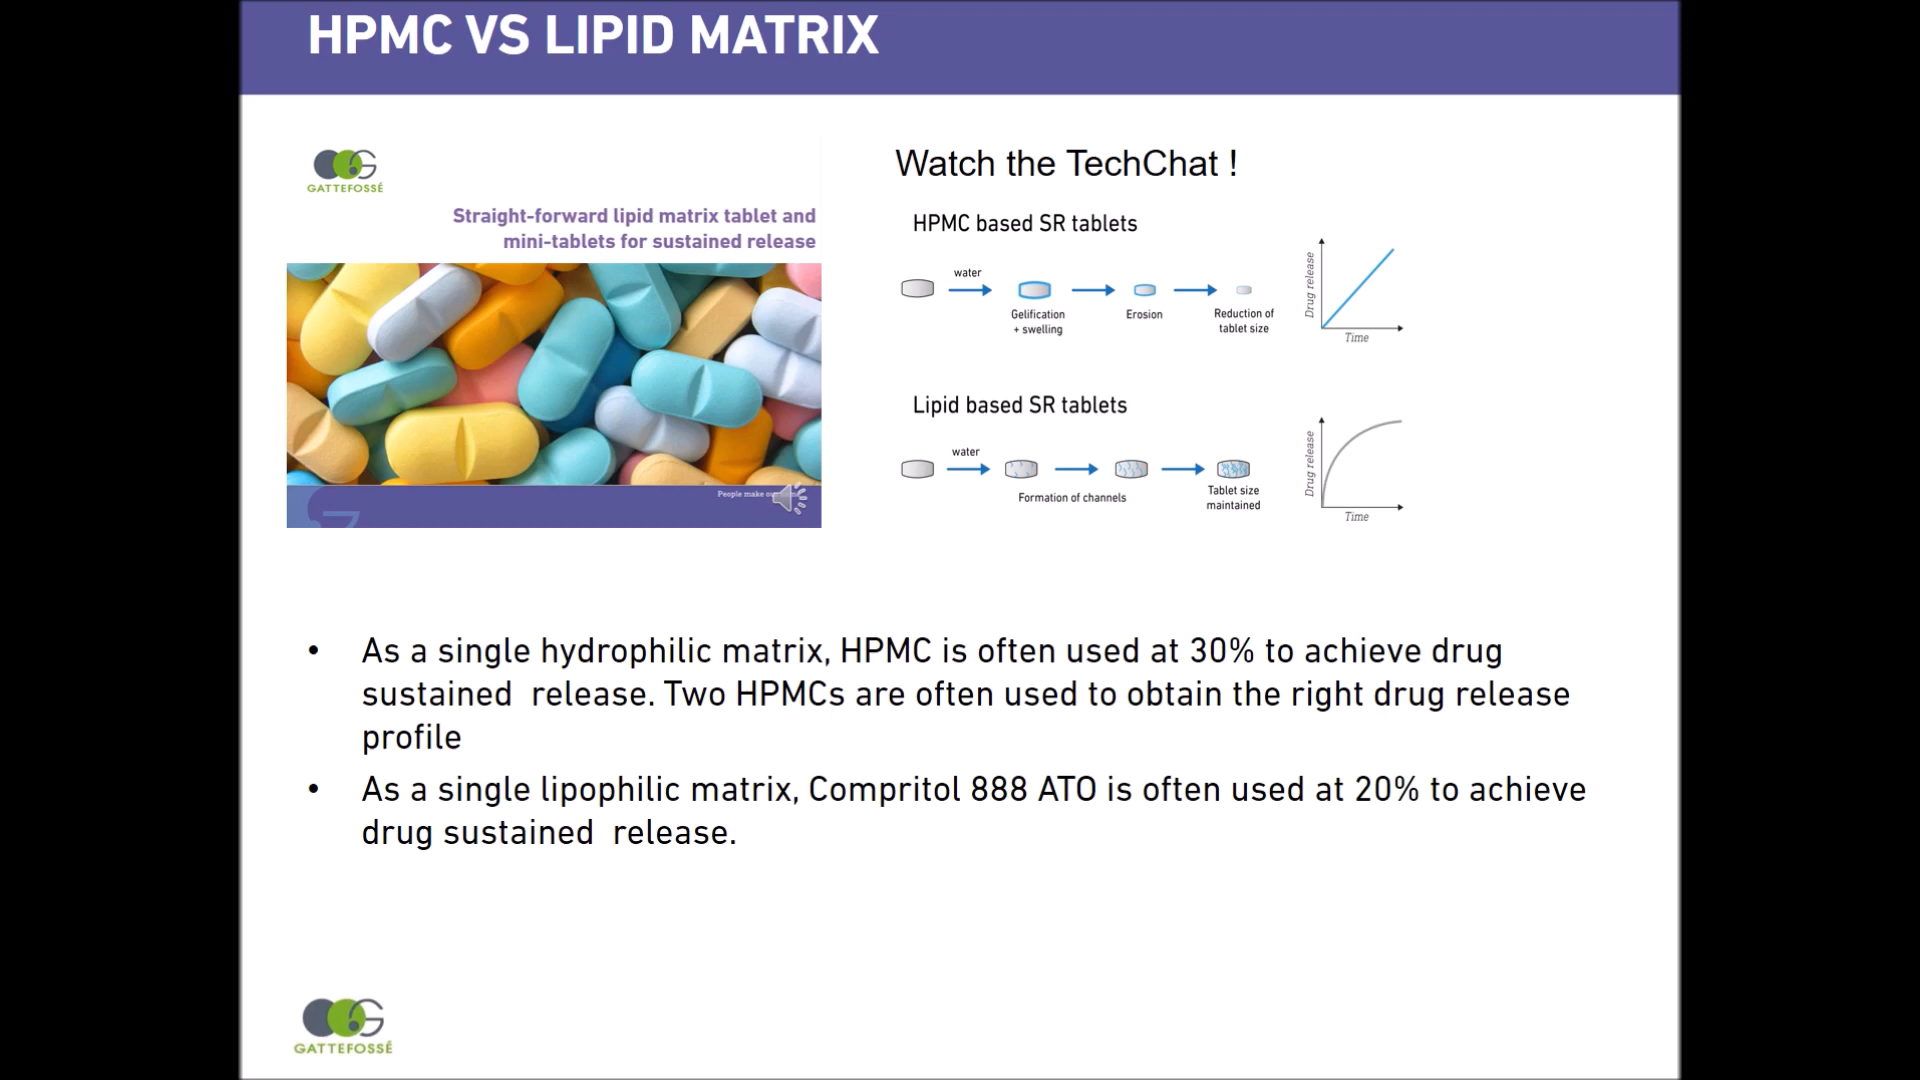 HPMC VS LIPID MATRIX
GATTEFOSSÉ
Straight-forward lipid matrix tablet and
mini-tablets for sustained release
People make
Watch the TechChat !
HPMC based SR tablets
water
Gelification
+ swelling
Erosion
Reduction of
tablet size
Drug release
Time
Lipid based SR tablets
water
Formation of channels
Tablet size
maintained
Drug release
Time
• As a single hydrophilic matrix, HPMC is often used at 30% to achieve drug
sustained release. Two HPMCs are often used to obtain the right drug release
profile
• As a single lipophilic matrix, Compritol 888 ATO is often used at 20% to achieve
drug sustained release.
GATTEFOSSÉ